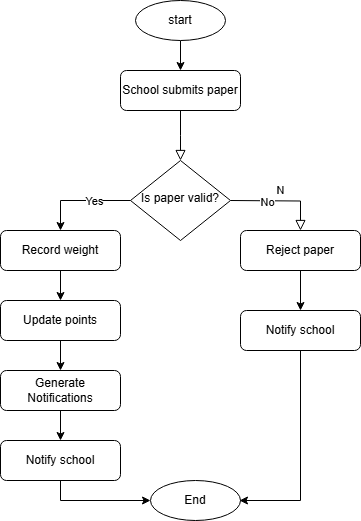 start
School submits paper
Is paper valid?
Yes
N
No
Record weight
Reject paper
Update points
Notify school
Generate
Notifications
Notify school
End